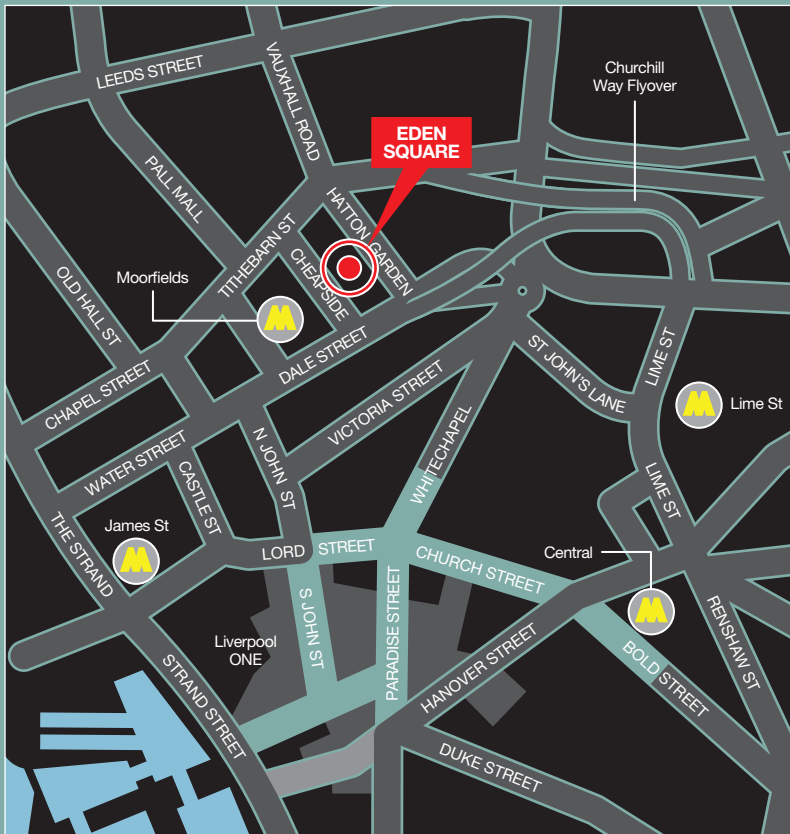 LEEDS STREET
VAUXHALL ROAD
Churchill
Way Flyover
EDEN
SQUARE
PALL MALL
HATTON GARDEN
TITHEBARN ST
CHEAPSIDE
OLD HALL ST
Moorfields
DALE STREET
CHAPEL STREET
VICTORIA STREET
ST JOHN'S LANE
LIME ST
Lime St
WATER STREET
N JOHN ST
WHITECHAPEL
CASTLE ST
LIME ST
THE STRAND
James St
LORD STREET
CHURCH STREET
Central
S JOHN ST
PARADISE STREET
RENSHAW ST
Liverpool
ONE
HANOVER STREET
BOLD STREET
STRAND STREET
DUKE STREET